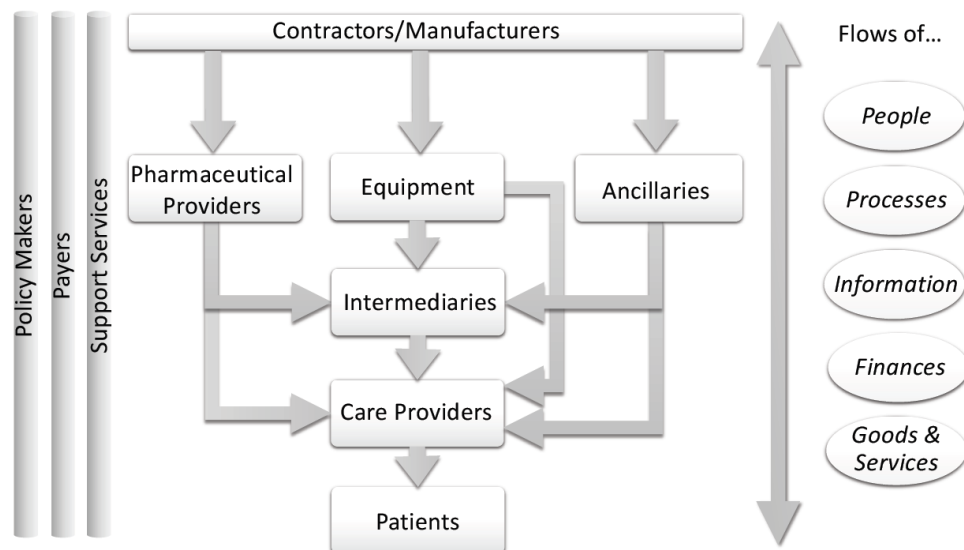 Contractors/Manufacturers
Flows of...
People
Pharmaceutical
Providers
Equipment
Ancillaries
Processes
Policy Makers
Payers
Support Services
Intermediaries
Information
Care Providers
Finances
Goods &
Services
Patients